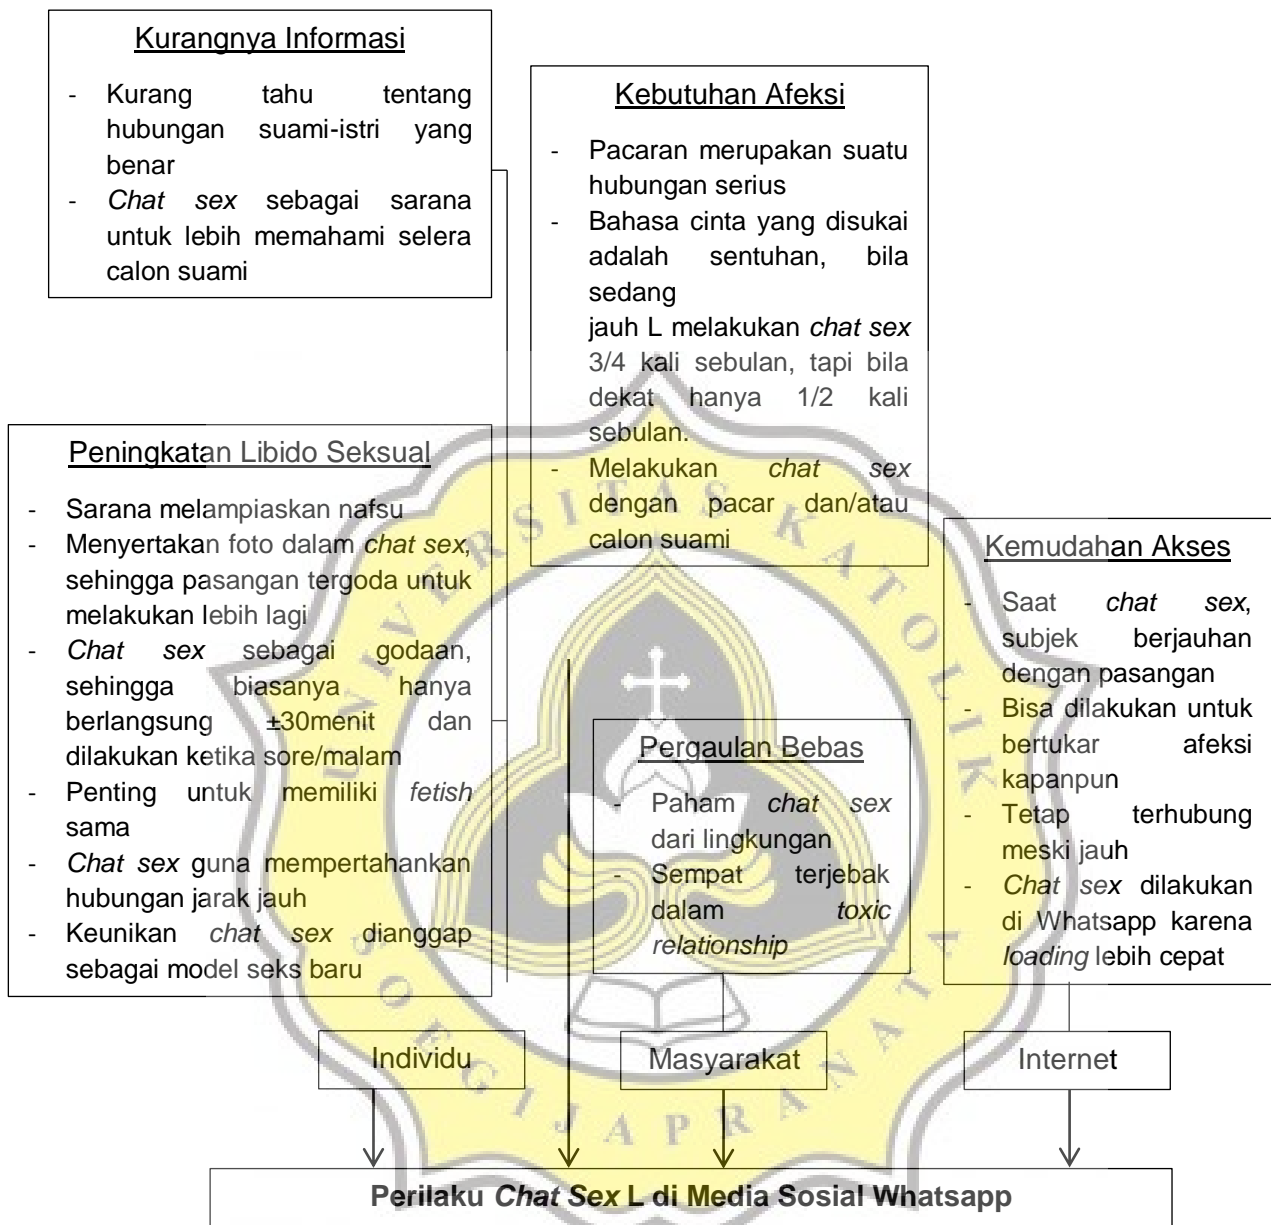 Kurangnya Informasi
- Kurang tahu tentang
hubungan suami-istri yang
benar
- Chat sex sebagai sarana
untuk lebih memahami selera
calon suami
Kebutuhan Afeksi
- Pacaran merupakan suatu
hubungan serius
- Bahasa cinta yang disukai
adalah sentuhan, bila
sedang
jauh L melakukan chat sex
3/4 kali sebulan, tapi bila
dekat hanya 1/2 kali
sebulan.
- Melakukan chat sex
dengan pacar dan/atau
calon suami
Peningkatan Libido Seksual
- Sarana melampiaskan nafsu
- Menyertakan foto dalam chat sex,
sehingga pasangan tergoda untuk
melakukan lebih lagi
- Chat sex sebagai godaan,
sehingga biasanya hanya
berlangsung ±30menit dan
dilakukan ketika sore/malam
- Penting untuk memiliki fetish
sama
- Chat sex guna mempertahankan
hubungan jarak jauh
- Keunikan chat sex dianggap
sebagai model seks baru
Pergaulan Bebas
- Paham chat sex
dari lingkungan
- Sempat terjebak
dalam toxic
relationship
Kemudahan Akses
- Saat chat sex,
subjek berjauhan
dengan pasangan
- Bisa dilakukan untuk
bertukar afeksi
kapanpun
- Tetap terhubung
meski jauh
- Chat sex dilakukan
di Whatsapp karena
loading lebih cepat
Individu
Masyarakat
Internet
Perilaku Chat Sex L di Media Sosial Whatsapp
UNIVERSITAS KATOLIK
SOEGIJAPRANATA